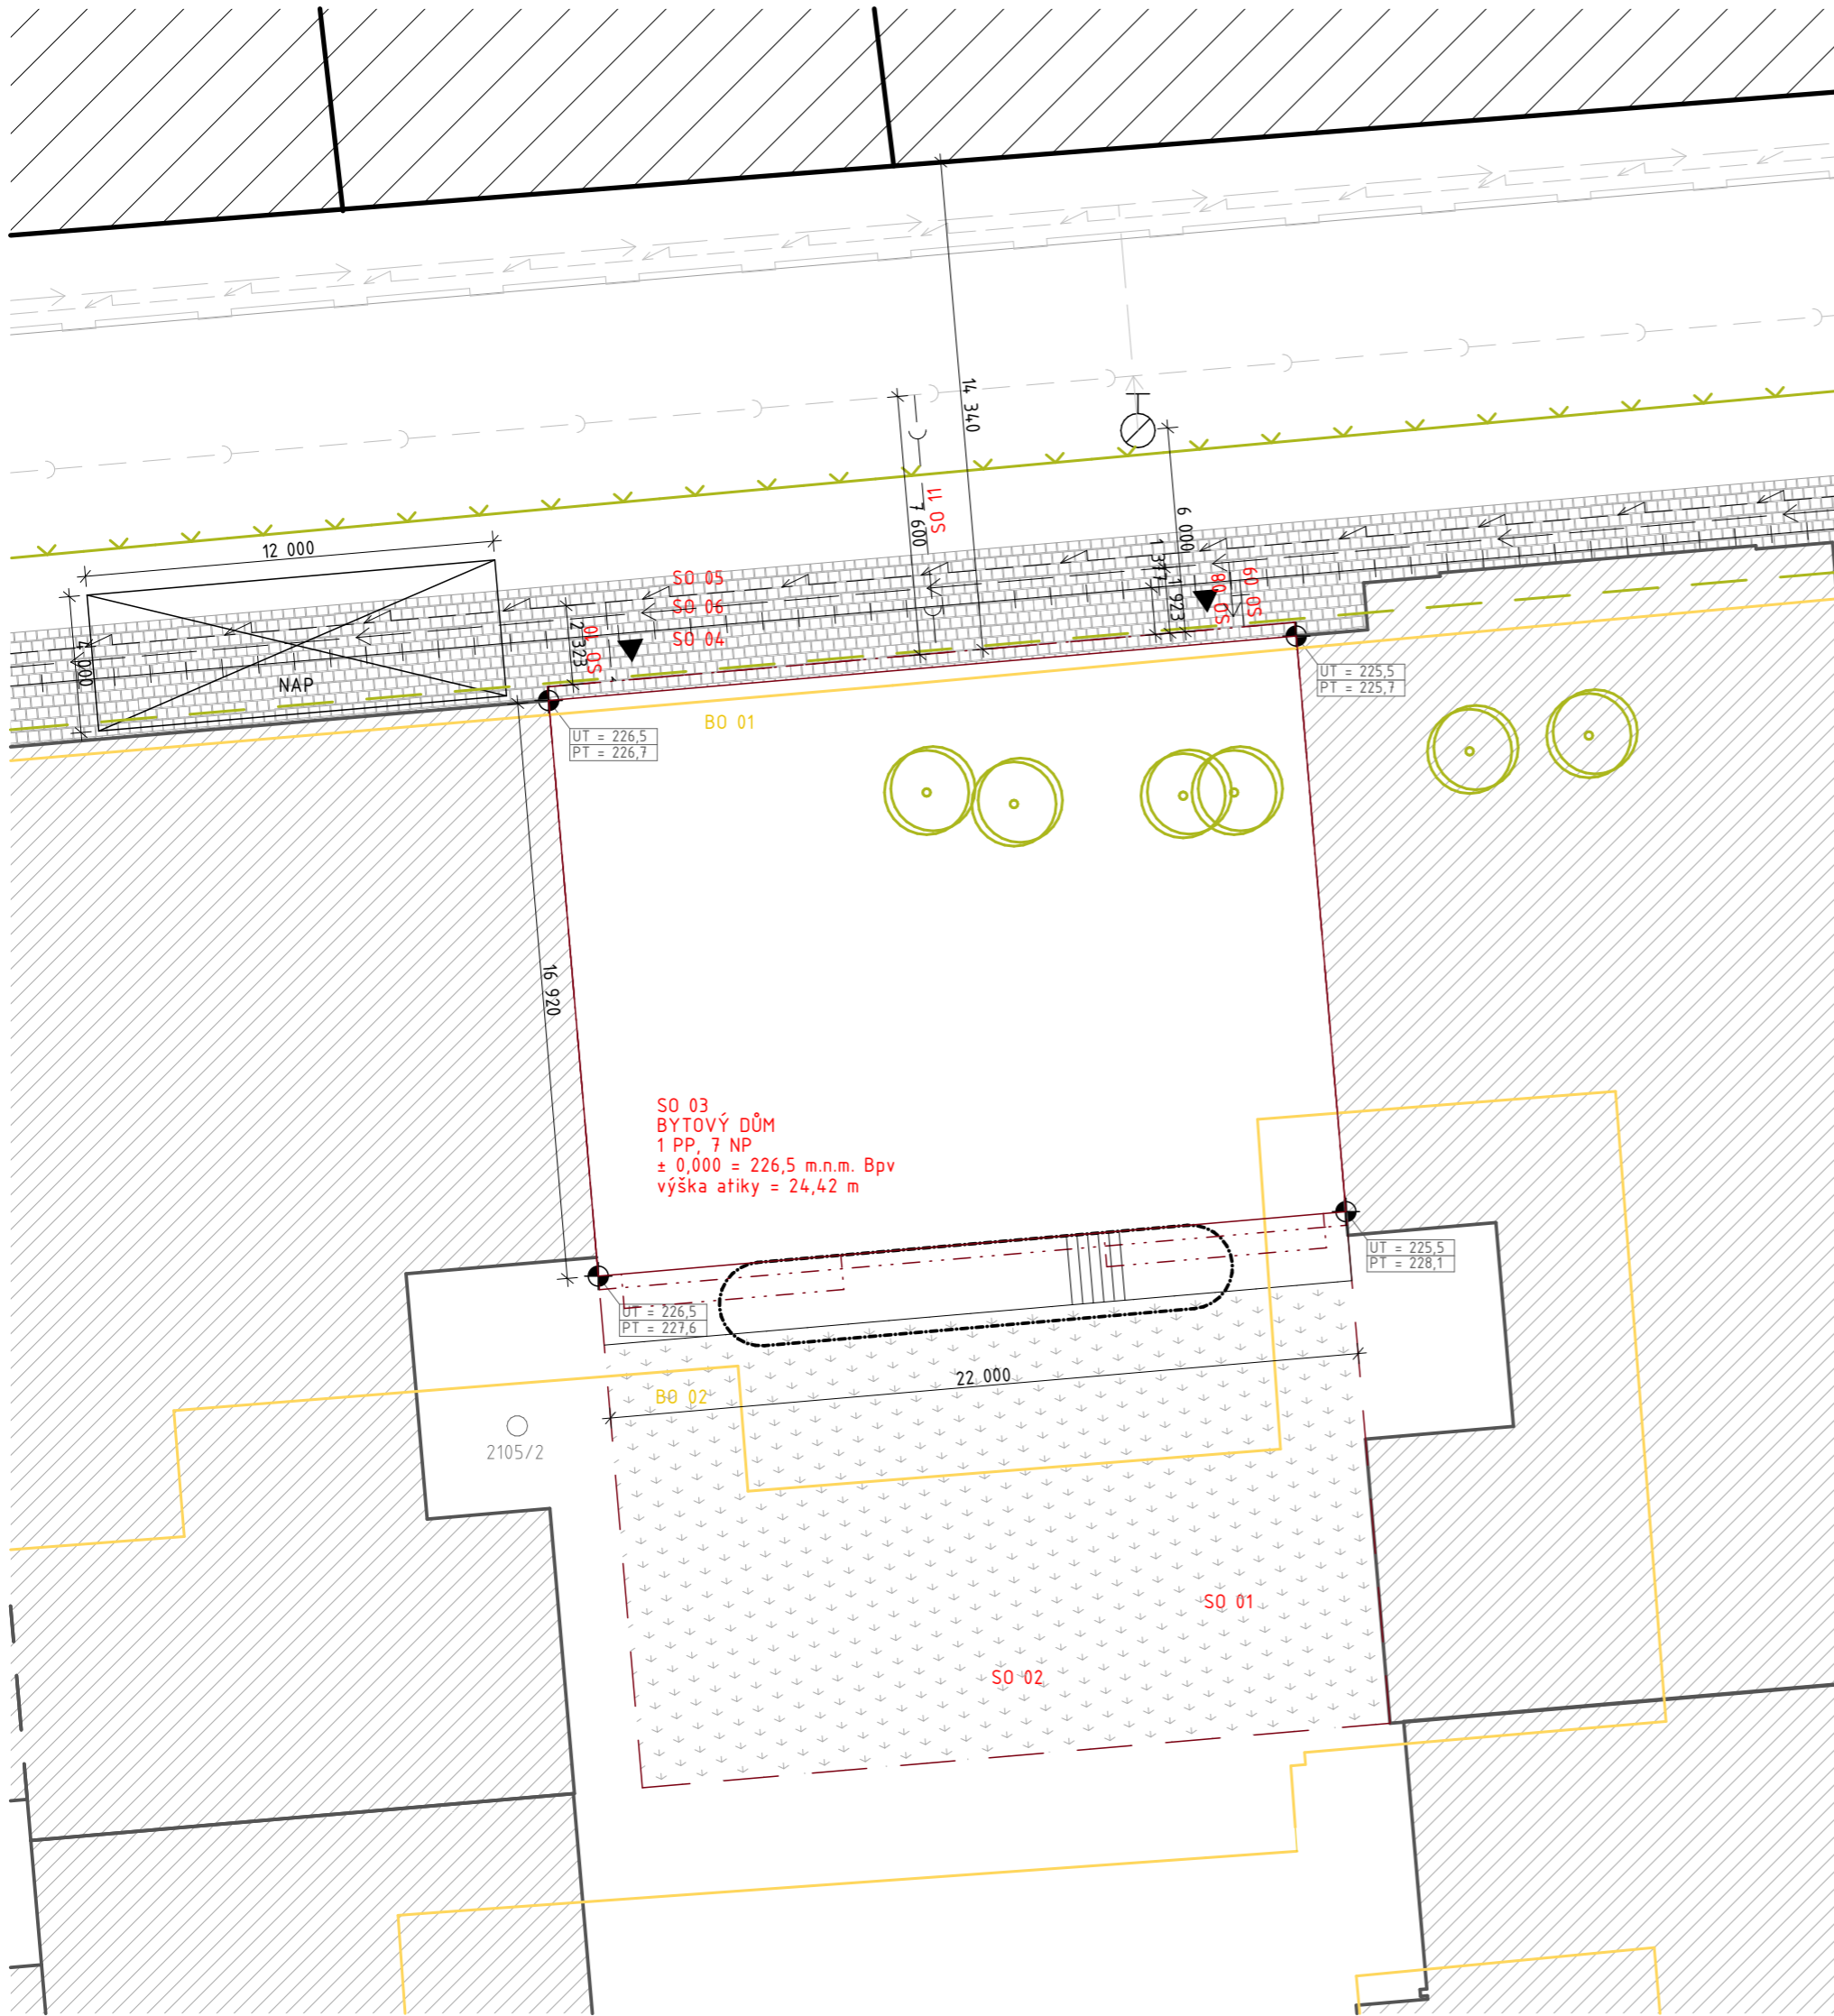 14 340
7 600
SO 11
6 000
1 377
1 923
SO 08
SO 09
12 000
4 000
NAP
SO 05
SO 06
SO 04
2 323
SO 10
UT = 225,5
PT = 225,7
BO 01
UT = 226,5
PT = 226,7
16 920
SO 03
BYTOVÝ DŮM
1 PP, 7 NP
± 0,000 = 226,5 m.n.m. Bpv
výška atiky = 24,42 m
UT = 225,5
PT = 228,1
UT = 226,5
PT = 227,6
22 000
BO 02
2105/2
SO 01
SO 02